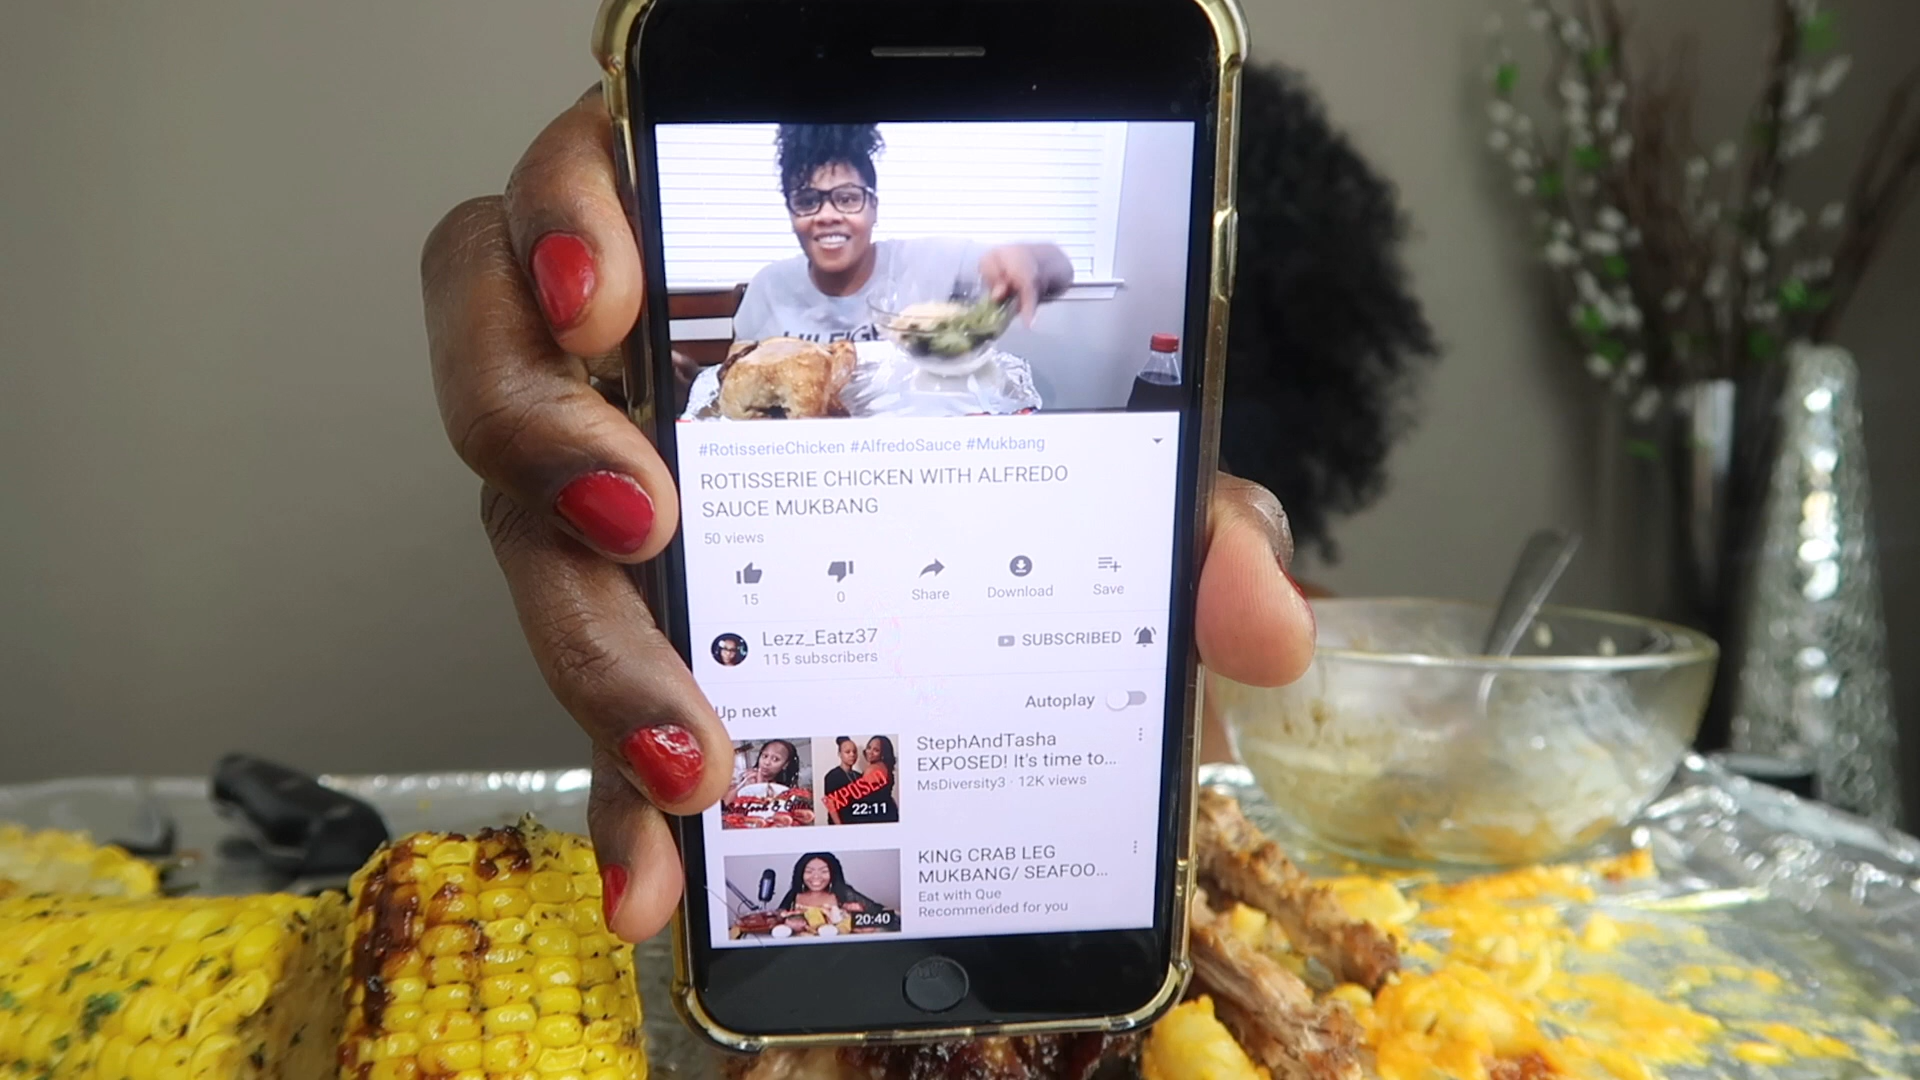 #RotisserieChicken #AlfredoSauce #Mukbang
ROTISSERIE CHICKEN WITH ALFREDO
SAUCE MUKBANG
50 views
15
0
Share
Download
Save
Lezz_Eatz37
115 subscribers
SUBSCRIBED
Up next
Autoplay
EXPOSED
22:11
StephAndTasha
EXPOSED! It's time to...
MsDiversity3 · 12K views
20:40
KING CRAB LEG
MUKBANG/ SEAFOO...
Eat with Que
Recommended for you